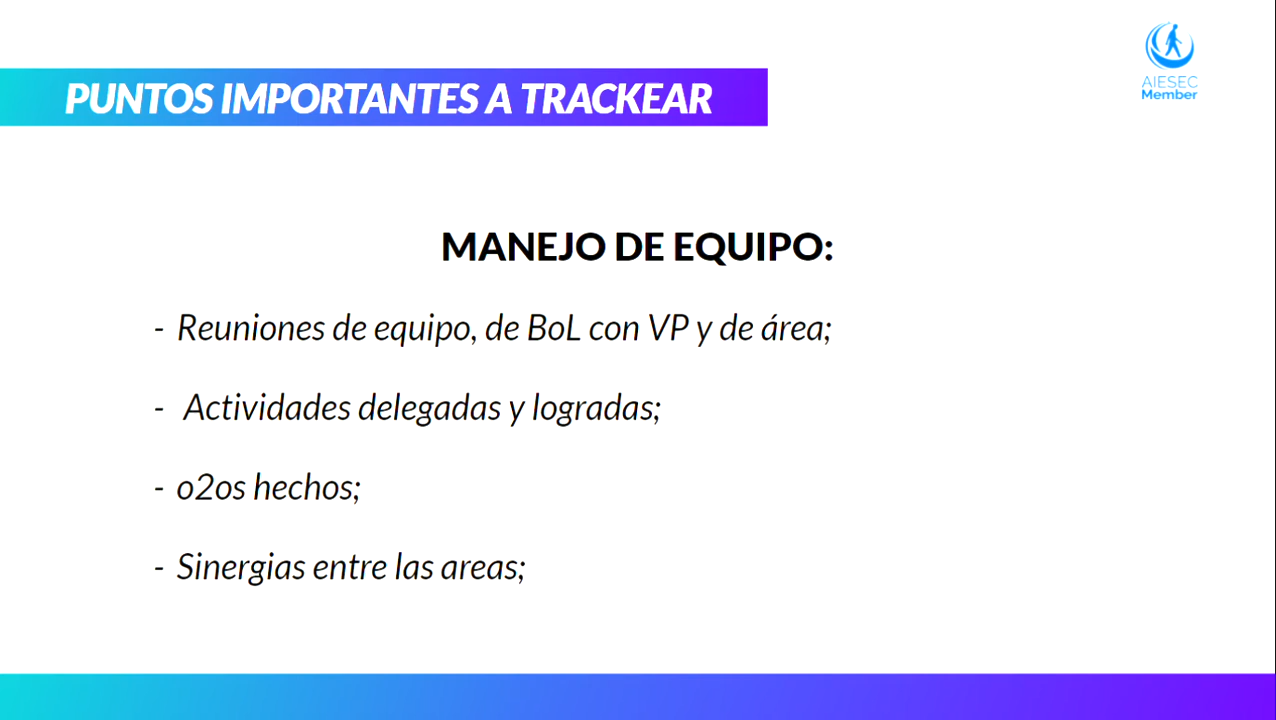 AIESEC
Member
PUNTOS IMPORTANTES A TRACKEAR
MANEJO DE EQUIPO:
- Reuniones de equipo, de BoL con VP y de área;
- Actividades delegadas y logradas;
- o2os hechos;
- Sinergias entre las areas;